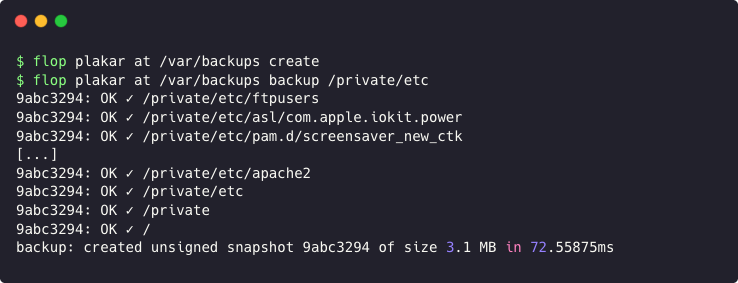 $ flop plakar at /var/backups create
$ flop plakar at /var/backups backup /private/etc
9abc3294: OK ✓ /private/etc/ftpusers
9abc3294: OK ✓ /private/etc/asl/com.apple.iokit.power
9abc3294: OK ✓ /private/etc/pam.d/screensaver_new_ctk
[...]
9abc3294: OK ✓ /private/etc/apache2
9abc3294: OK ✓ /private/etc
9abc3294: OK ✓ /private
9abc3294: OK ✓ /
backup: created unsigned snapshot 9abc3294 of size 3.1 MB in 72.55875ms